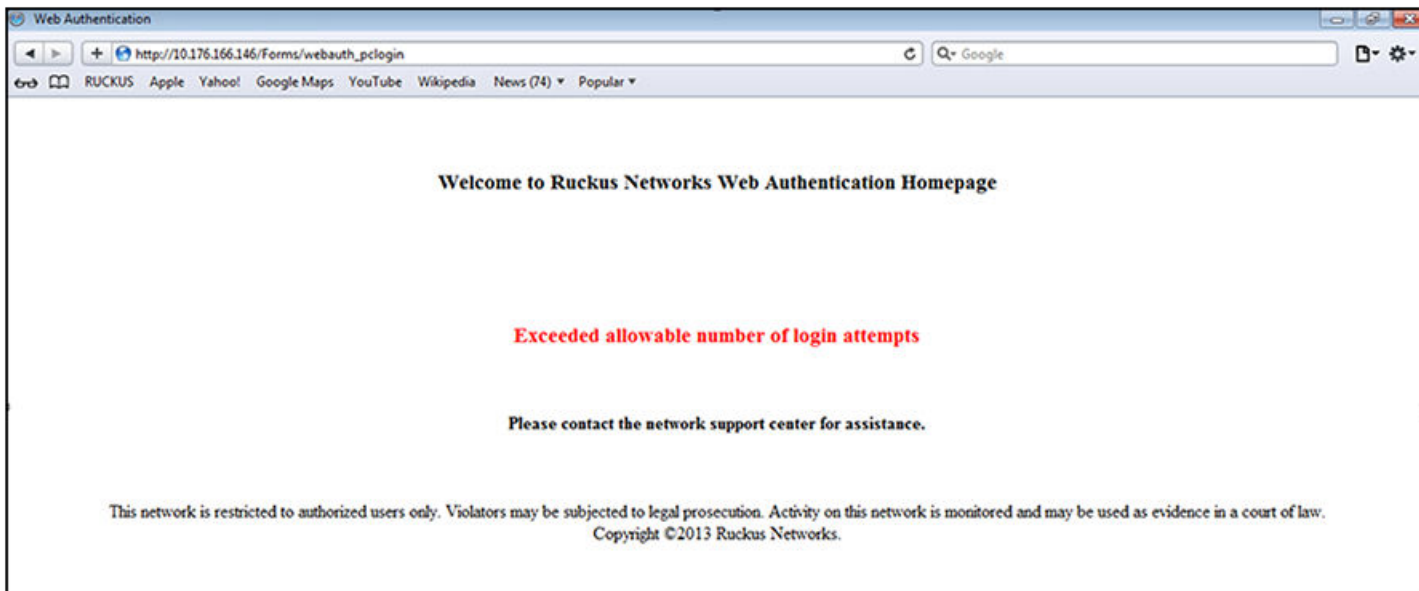 Web Authentication
http://10.176.166.146/Forms/webauth_pclogin
Google
RUCKUS Apple Yahoo! Google Maps YouTube Wikipedia News (74) Popular
Welcome to Ruckus Networks Web Authentication Homepage
Exceeded allowable number of login attempts
Please contact the network support center for assistance.
This network is restricted to authorized users only. Violators may be subjected to legal prosecution. Activity on this network is monitored and may be used as evidence in a court of law.
Copyright ©2013 Ruckus Networks.